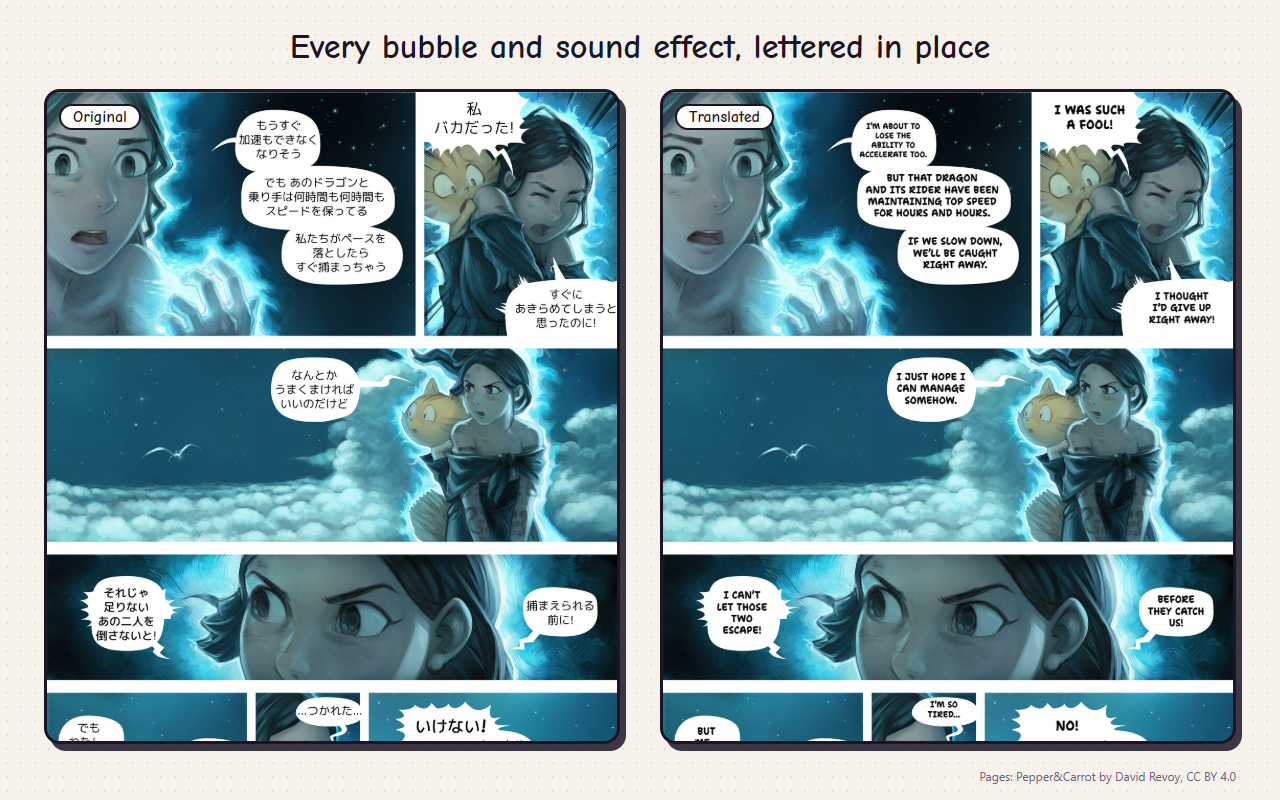 Every bubble and sound effect, lettered in place
Original
もうすぐ
加速もできなく
なりそう
でも あのドラゴンと
乗り手は何時間も何時間も
スピードを保ってる
私たちがペースを
落としたら
すぐ捕まっちゃう
私
バカだった!
すぐに
あきらめてしまうと
思ったのに!
なんとか
うまくまければ
いいのだけど
それじゃ
足りない
あの二人を
倒さないと!
捕まえられる
前に!
でも
...つかれた...
いけない!
Translated
I'M ABOUT TO
LOSE THE
ABILITY TO
ACCELERATE TOO.
BUT THAT DRAGON
AND ITS RIDER HAVE BEEN
MAINTAINING TOP SPEED
FOR HOURS AND HOURS.
IF WE SLOW DOWN,
WE'LL BE CAUGHT
RIGHT AWAY.
I WAS SUCH
A FOOL!
I THOUGHT
I'D GIVE UP
RIGHT AWAY!
I JUST HOPE I
CAN MANAGE
SOMEHOW.
I CAN'T
LET THOSE
TWO
ESCAPE!
BEFORE
THEY CATCH
US!
BUT
I'M SO
TIRED...
NO!
Pages: Pepper&Carrot by David Revoy, CC BY 4.0